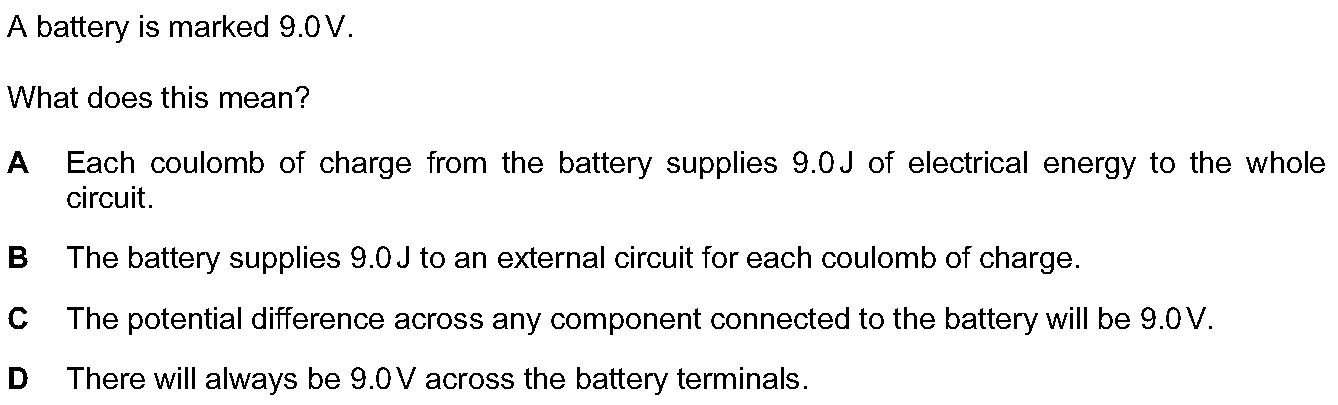 A battery is marked 9.0 V.
What does this mean?
A Each coulomb of charge from the battery supplies 9.0 J of electrical energy to the whole
circuit.
B The battery supplies 9.0 J to an external circuit for each coulomb of charge.
C The potential difference across any component connected to the battery will be 9.0 V.
D There will always be 9.0 V across the battery terminals.